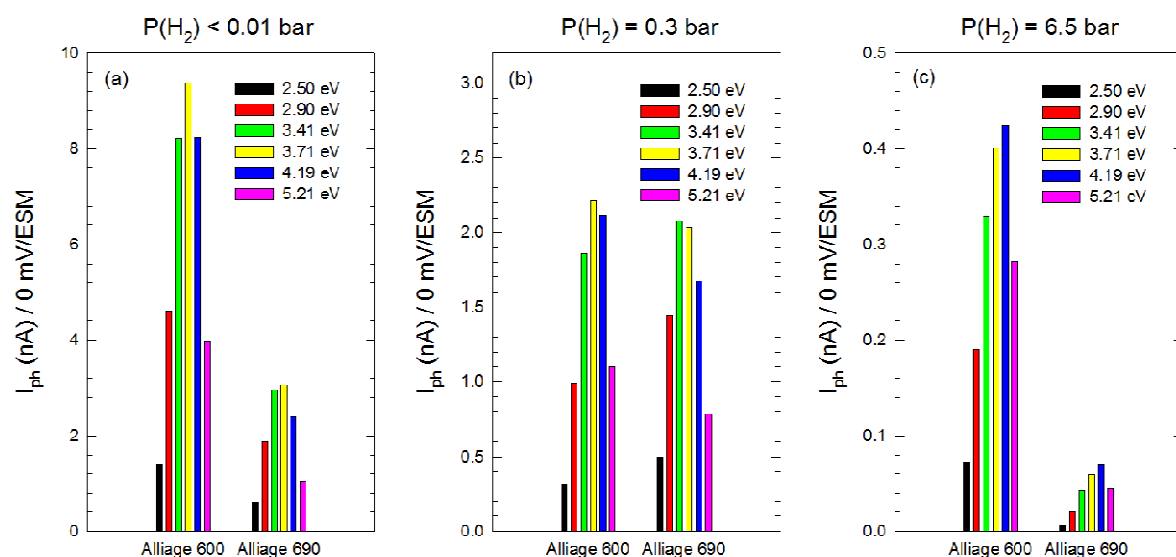 P(H₂) < 0.01 bar
P(H₂) = 0.3 bar
P(H₂) = 6.5 bar
(a)
2.50 eV
2.90 eV
3.41 eV
3.71 eV
4.19 eV
5.21 eV
10
8
6
4
2
0
I_ph (nA) / 0 mV/ESM
Alliage 600 Alliage 690
(b)
2.50 eV
2.90 eV
3.41 eV
3.71 eV
4.19 eV
5.21 eV
3.0
2.5
2.0
1.5
1.0
0.5
0.0
I_ph (nA) / 0 mV/ESM
Alliage 600 Alliage 690
(c)
2.50 eV
2.90 eV
3.41 eV
3.71 eV
4.19 eV
5.21 eV
0.5
0.4
0.3
0.2
0.1
0.0
I_ph (nA) / 0 mV/ESM
Alliage 600 Alliage 690